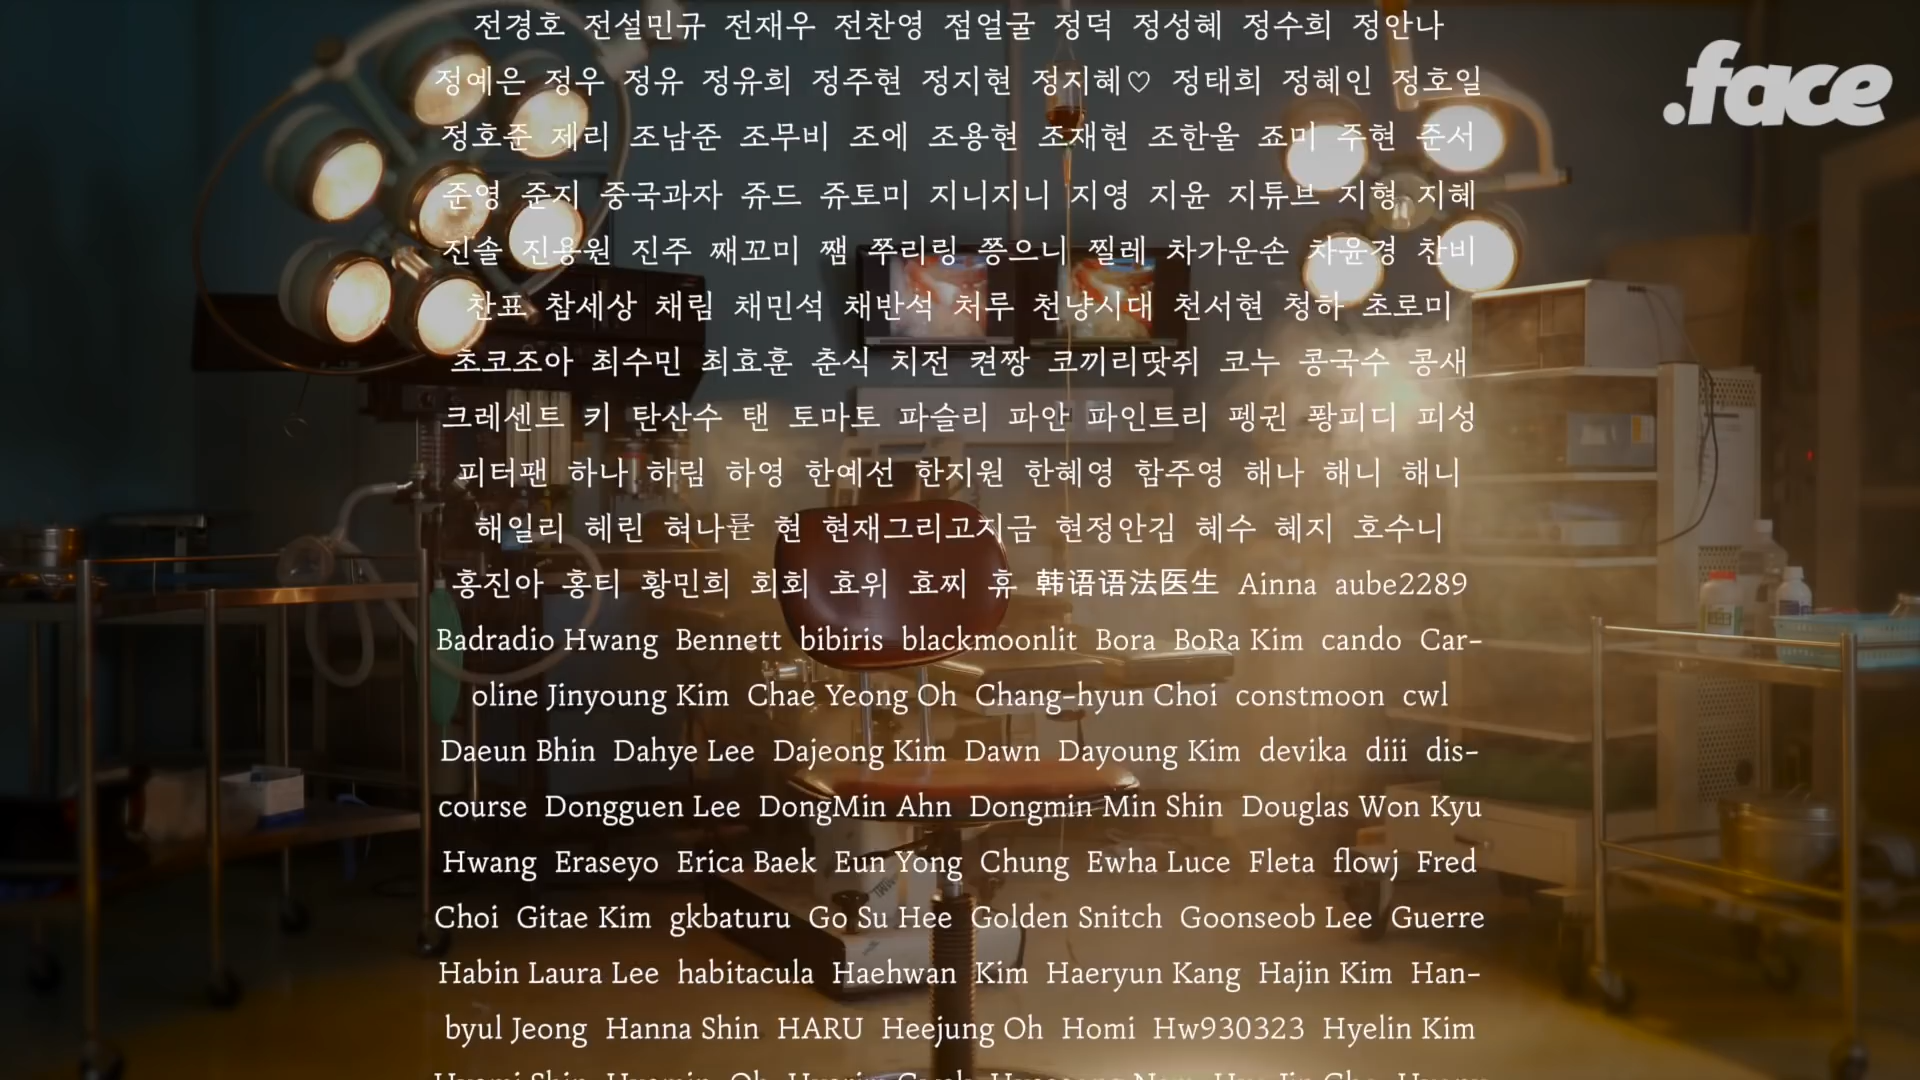 전경호 전설민규 전재우 전찬영 점얼굴 정덕 정성혜 정수희 정안나
.face
정예은 정우 정유 정유희 정주현 정지현 정지혜♡ 정태희 정혜인 정호일
정호준 제리 조남준 조무비 조에 조용현 조재현 조한울 죠미 주현 준서
준영 준지 중국과자 쥬드 쥬토미 지니지니 지영 지윤 지튜브 지형 지혜
진솔 진용원 진주 째꼬미 쨈 쭈리링 쯩으니 찔레 차가운손 차윤경 찬비
찬표 참세상 채림 채민석 채반석 처루 천냥시대 천서현 청하 초로미
초코조아 최수민 최효훈 춘식 치전 켠짱 코끼리땃쥐 코누 콩국수 콩새
크레센트 키 탄산수 탠 토마토 파슬리 파안 파인트리 펭귄 퐝피디 피성
피터팬 하나 하림 하영 한예선 한지원 한혜영 함주영 해나 해니 해니
해일리 헤린 혀나륜 현 현재그리고지금 현정안김 혜수 혜지 호수니
홍진아 홍티 황민희 회회 효위 효찌 휴 韩语语法医生 Ainna aube2289
Badradio Hwang Bennett bibiris blackmoonlit Bora BoRa Kim cando Car-
oline Jinyoung Kim Chae Yeong Oh Chang-hyun Choi constmoon cwl
Daeun Bhin Dahye Lee Dajeong Kim Dawn Dayoung Kim devika diii dis-
course Dongguen Lee DongMin Ahn Dongmin Min Shin Douglas Won Kyu
Hwang Eraseyo Erica Baek Eun Yong Chung Ewha Luce Fleta flowj Fred
Choi Gitae Kim gkbaturu Go Su Hee Golden Snitch Goonseob Lee Guerre
Habin Laura Lee habitacula Haehwan Kim Haeryun Kang Hajin Kim Han-
byul Jeong Hanna Shin HARU Heejung Oh Homi Hw930323 Hyelin Kim